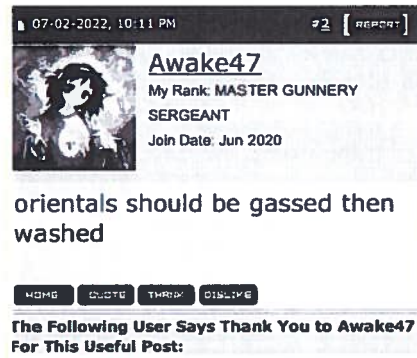 07-02-2022, 10:11 PM #2 [REPORT]
Awake47
My Rank: MASTER GUNNERY
SERGEANT
Join Date: Jun 2020
orientals should be gassed then
washed
HOME QUOTE THANK DISLIKE
The Following User Says Thank You to Awake47
For This Useful Post: